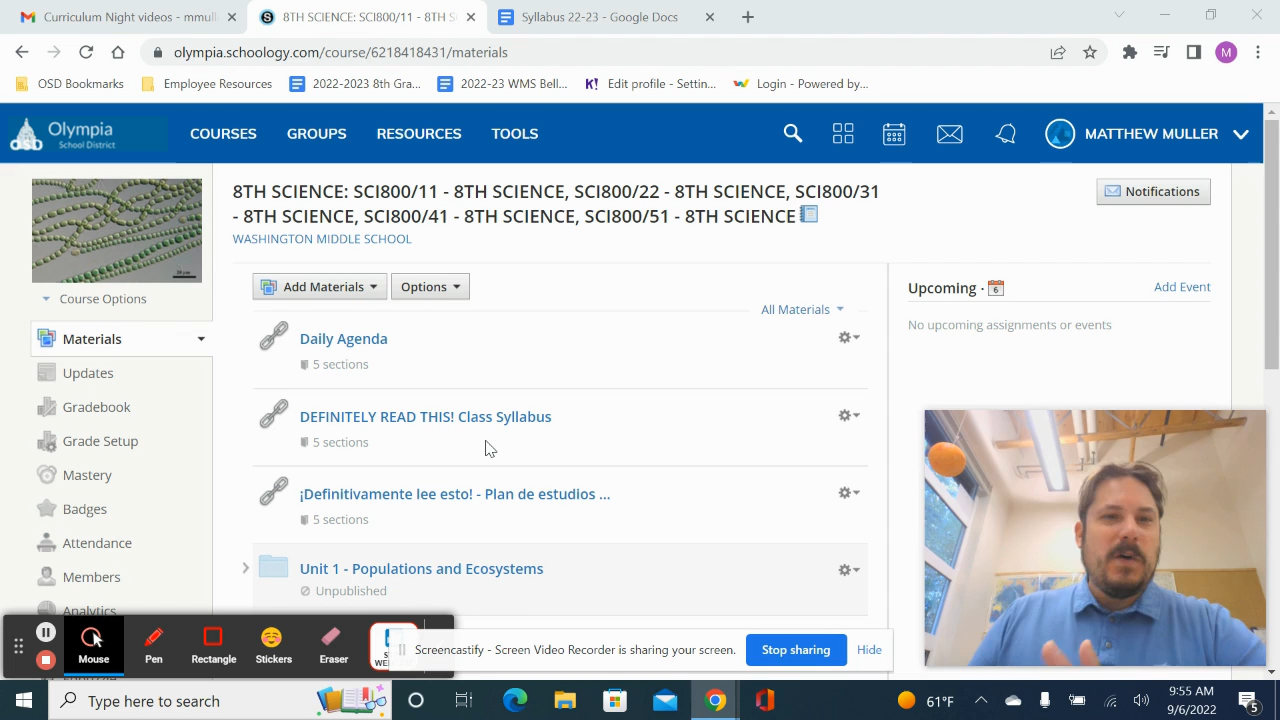 Curriculum Night videos - mmull
8TH SCIENCE: SCI800/11 - 8TH S
Syllabus 22-23 - Google Docs
olympia.schoology.com/course/6218418431/materials
M
OSD Bookmarks
Employee Resources
2022-2023 8th Gra...
2022-23 WMS Bell...
K! Edit profile - Settin...
Login - Powered by...
osd Olympia
School District
COURSES
GROUPS
RESOURCES
TOOLS
MATTHEW MULLER
8TH SCIENCE: SCI800/11 - 8TH SCIENCE, SCI800/22 - 8TH SCIENCE, SCI800/31
- 8TH SCIENCE, SCI800/41 - 8TH SCIENCE, SCI800/51 - 8TH SCIENCE
WASHINGTON MIDDLE SCHOOL
Notifications
Course Options
Materials
Updates
Gradebook
Grade Setup
Mastery
Badges
Attendance
Members
Analytics
Add Materials
Options
All Materials
Daily Agenda
5 sections
DEFINITELY READ THIS! Class Syllabus
5 sections
¡Definitivamente lee esto! - Plan de estudios ...
5 sections
Unit 1 - Populations and Ecosystems
Unpublished
Upcoming · 6
Add Event
No upcoming assignments or events
Mouse
Pen
Rectangle
Stickers
Eraser
Screencastify - Screen Video Recorder is sharing your screen.
Stop sharing
Hide
Type here to search
61°F
9:55 AM
9/6/2022
5